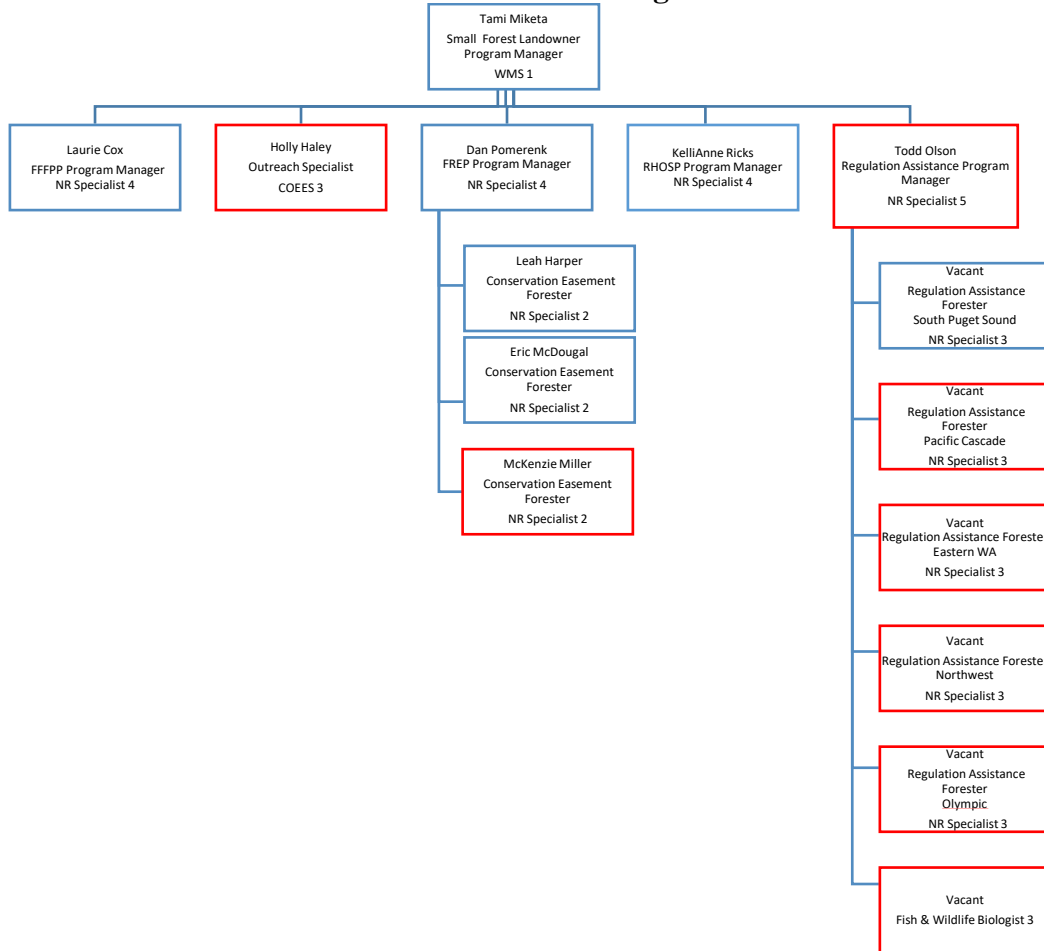 Tami Miketa
Small Forest Landowner
Program Manager
WMS 1
Laurie Cox
FFFPP Program Manager
NR Specialist 4
Holly Haley
Outreach Specialist
COEES 3
Dan Pomerenk
FREP Program Manager
NR Specialist 4
KelliAnne Ricks
RHOSP Program Manager
NR Specialist 4
Todd Olson
Regulation Assistance Program
Manager
NR Specialist 5
Leah Harper
Conservation Easement
Forester
NR Specialist 2
Eric McDougal
Conservation Easement
Forester
NR Specialist 2
McKenzie Miller
Conservation Easement
Forester
NR Specialist 2
Vacant
Regulation Assistance
Forester
South Puget Sound
NR Specialist 3
Vacant
Regulation Assistance
Forester
Pacific Cascade
NR Specialist 3
Vacant
Regulation Assistance Foreste
Eastern WA
NR Specialist 3
Vacant
Regulation Assistance Foreste
Northwest
NR Specialist 3
Vacant
Regulation Assistance
Forester
Olympic
NR Specialist 3
Vacant
Fish & Wildlife Biologist 3